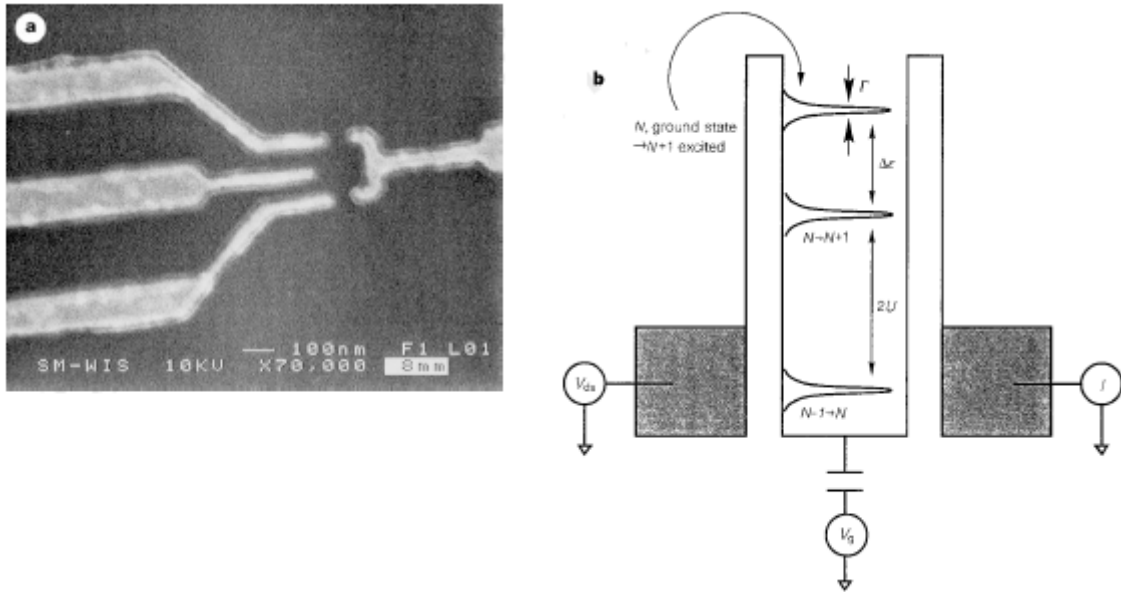 a
100nm F1 L01
SM-WIS 10KV X70,000 8mm
b
Γ
N, ground state
→N+1 excited
Δε
N→N+1
2U
V_ds
N-1→N
I
V_g